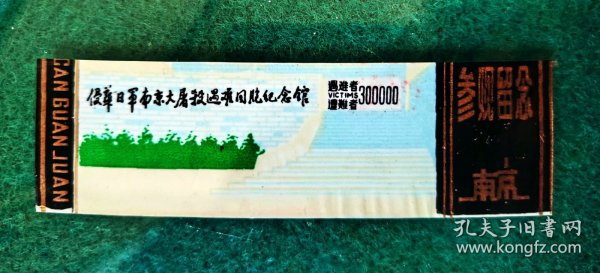 CAN GUAN JUAN
侵华日军南京大屠殺遇难同胞纪念馆
遇难者
VICTIMS 300000
遭難者
参观留念
南京
孔夫子旧书网
www.kongfz.com